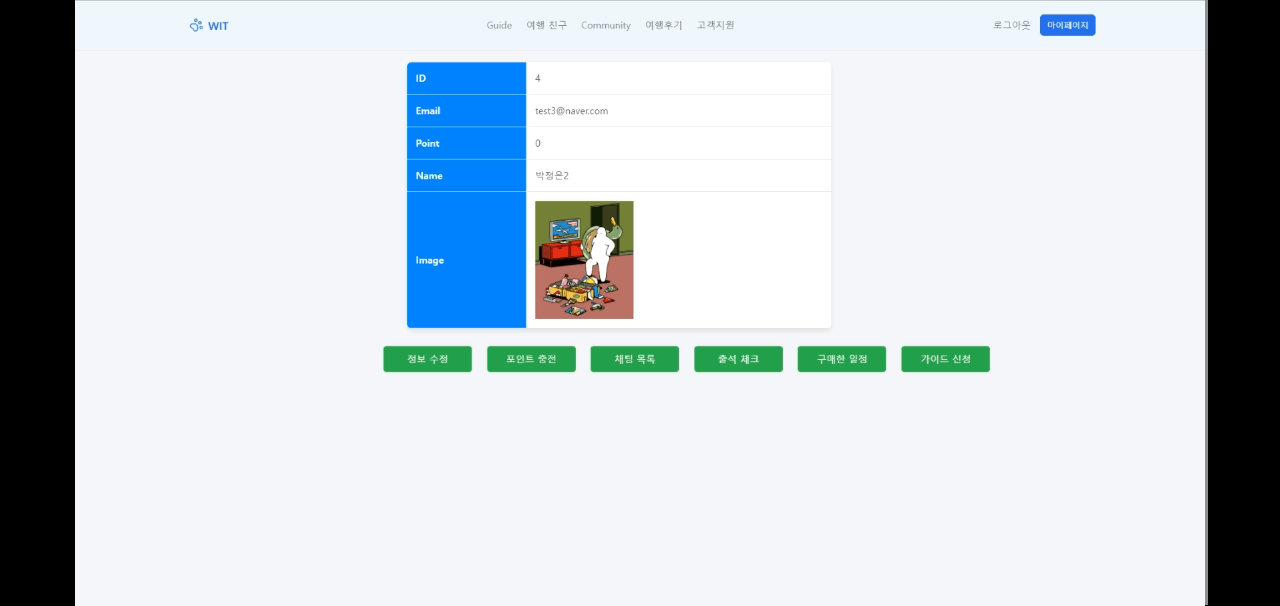 WIT Guide 여행 친구 Community 여행후기 고객지원 로그아웃 마이페이지
ID 4
Email test3@naver.com
Point 0
Name 박정은2
Image
정보 수정 포인트 충전 채팅 목록 출석 체크 구매한 일정 가이드 신청